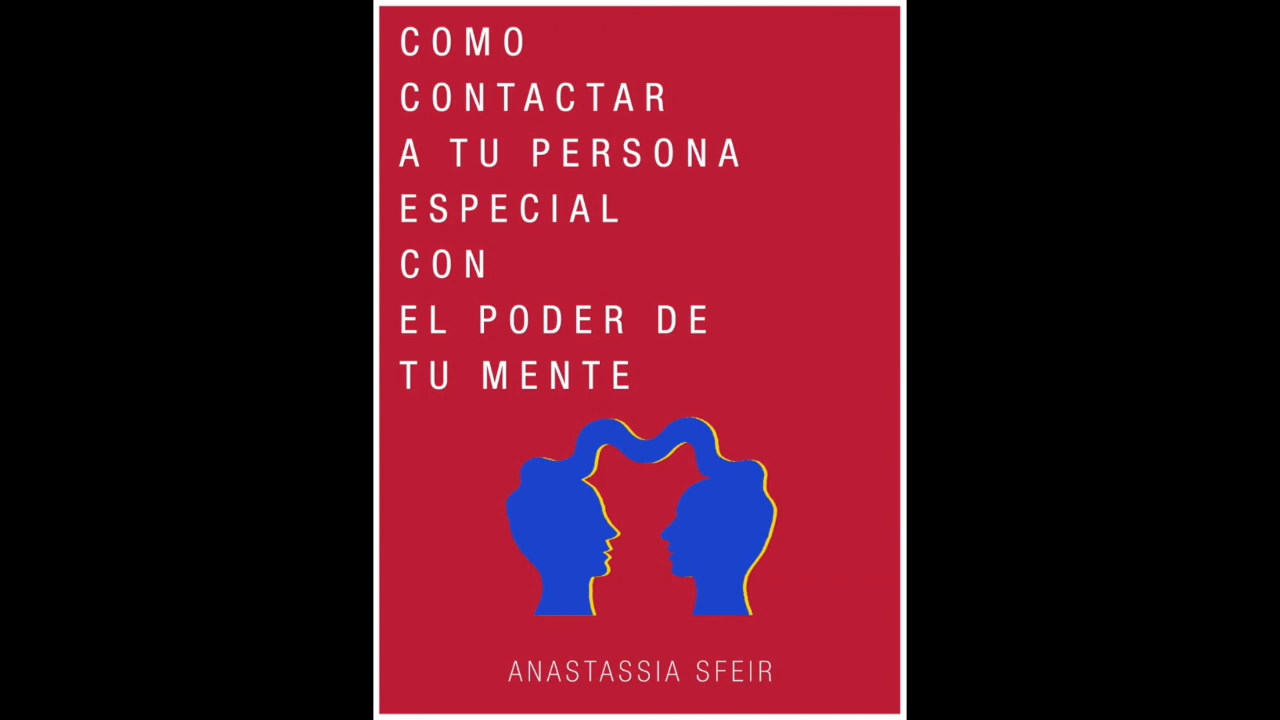 COMO
CONTACTAR
A TU PERSONA
ESPECIAL
CON
EL PODER DE
TU MENTE
ANASTASSIA SFEIR